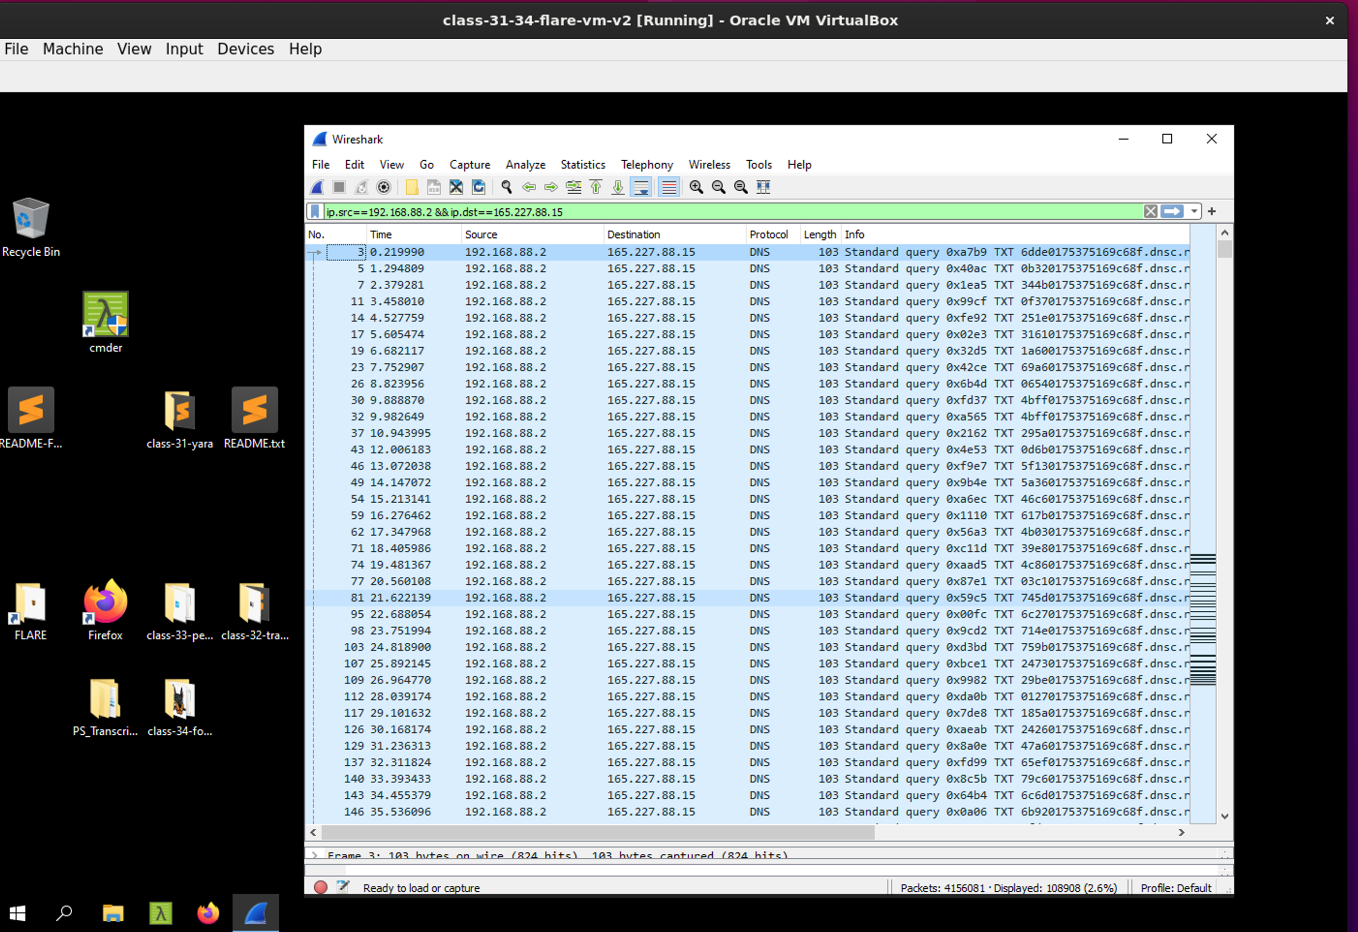 class-31-34-flare-vm-v2 [Running] - Oracle VM VirtualBox
File Machine View Input Devices Help
Recycle Bin
cmder
README-F...
class-31-yara
README.txt
FLARE
Firefox
class-33-pe...
class-32-tra...
PS_Transcri...
class-34-fo...
Wireshark
File Edit View Go Capture Analyze Statistics Telephony Wireless Tools Help
ip.src==192.168.88.2 && ip.dst==165.227.88.15
No. Time Source Destination Protocol Length Info
3 0.219990 192.168.88.2 165.227.88.15 DNS 103 Standard query 0xa7b9 TXT 6dde0175375169c68f.dnsc.r
5 1.294809 192.168.88.2 165.227.88.15 DNS 103 Standard query 0x40ac TXT 0b320175375169c68f.dnsc.r
7 2.379281 192.168.88.2 165.227.88.15 DNS 103 Standard query 0x1ea5 TXT 344b0175375169c68f.dnsc.r
11 3.458010 192.168.88.2 165.227.88.15 DNS 103 Standard query 0x99cf TXT 0f370175375169c68f.dnsc.r
14 4.527759 192.168.88.2 165.227.88.15 DNS 103 Standard query 0xfe92 TXT 251e0175375169c68f.dnsc.r
17 5.605474 192.168.88.2 165.227.88.15 DNS 103 Standard query 0x02e3 TXT 31610175375169c68f.dnsc.r
19 6.682117 192.168.88.2 165.227.88.15 DNS 103 Standard query 0x32d5 TXT 1a600175375169c68f.dnsc.r
23 7.752907 192.168.88.2 165.227.88.15 DNS 103 Standard query 0x42ce TXT 69a60175375169c68f.dnsc.r
26 8.823956 192.168.88.2 165.227.88.15 DNS 103 Standard query 0x6b4d TXT 06540175375169c68f.dnsc.r
30 9.888870 192.168.88.2 165.227.88.15 DNS 103 Standard query 0xfd37 TXT 4bff0175375169c68f.dnsc.r
32 9.982649 192.168.88.2 165.227.88.15 DNS 103 Standard query 0xa565 TXT 4bff0175375169c68f.dnsc.r
37 10.943995 192.168.88.2 165.227.88.15 DNS 103 Standard query 0x2162 TXT 295a0175375169c68f.dnsc.r
43 12.006183 192.168.88.2 165.227.88.15 DNS 103 Standard query 0x4e53 TXT 0d6b0175375169c68f.dnsc.r
46 13.072038 192.168.88.2 165.227.88.15 DNS 103 Standard query 0xf9e7 TXT 5f130175375169c68f.dnsc.r
49 14.147072 192.168.88.2 165.227.88.15 DNS 103 Standard query 0x9b4e TXT 5a360175375169c68f.dnsc.r
54 15.213141 192.168.88.2 165.227.88.15 DNS 103 Standard query 0xa6ec TXT 46c60175375169c68f.dnsc.r
59 16.276462 192.168.88.2 165.227.88.15 DNS 103 Standard query 0x1110 TXT 617b0175375169c68f.dnsc.r
62 17.347968 192.168.88.2 165.227.88.15 DNS 103 Standard query 0x56a3 TXT 4b030175375169c68f.dnsc.r
71 18.405986 192.168.88.2 165.227.88.15 DNS 103 Standard query 0xc11d TXT 39e80175375169c68f.dnsc.r
74 19.481367 192.168.88.2 165.227.88.15 DNS 103 Standard query 0xaad5 TXT 4c860175375169c68f.dnsc.r
77 20.560108 192.168.88.2 165.227.88.15 DNS 103 Standard query 0x87e1 TXT 03c10175375169c68f.dnsc.r
81 21.622139 192.168.88.2 165.227.88.15 DNS 103 Standard query 0x59c5 TXT 745d0175375169c68f.dnsc.r
95 22.688054 192.168.88.2 165.227.88.15 DNS 103 Standard query 0x00fc TXT 6c270175375169c68f.dnsc.r
98 23.751994 192.168.88.2 165.227.88.15 DNS 103 Standard query 0x9cd2 TXT 714e0175375169c68f.dnsc.r
103 24.818900 192.168.88.2 165.227.88.15 DNS 103 Standard query 0xd3bd TXT 759b0175375169c68f.dnsc.r
107 25.892145 192.168.88.2 165.227.88.15 DNS 103 Standard query 0xbce1 TXT 24730175375169c68f.dnsc.r
109 26.964770 192.168.88.2 165.227.88.15 DNS 103 Standard query 0x9982 TXT 29be0175375169c68f.dnsc.r
112 28.039174 192.168.88.2 165.227.88.15 DNS 103 Standard query 0xda0b TXT 01270175375169c68f.dnsc.r
117 29.101632 192.168.88.2 165.227.88.15 DNS 103 Standard query 0x7de8 TXT 185a0175375169c68f.dnsc.r
126 30.168174 192.168.88.2 165.227.88.15 DNS 103 Standard query 0xaeab TXT 24260175375169c68f.dnsc.r
129 31.236313 192.168.88.2 165.227.88.15 DNS 103 Standard query 0x8a0e TXT 47a60175375169c68f.dnsc.r
137 32.311824 192.168.88.2 165.227.88.15 DNS 103 Standard query 0xfd99 TXT 65ef0175375169c68f.dnsc.r
140 33.393433 192.168.88.2 165.227.88.15 DNS 103 Standard query 0x8c5b TXT 79c60175375169c68f.dnsc.r
143 34.455379 192.168.88.2 165.227.88.15 DNS 103 Standard query 0x64b4 TXT 6c6d0175375169c68f.dnsc.r
146 35.536096 192.168.88.2 165.227.88.15 DNS 103 Standard query 0x0a06 TXT 6b920175375169c68f.dnsc.r
Frame 3: 103 bytes on wire (824 bits), 103 bytes captured (824 bits)
Ready to load or capture
Packets: 4156081 · Displayed: 108908 (2.6%)
Profile: Default